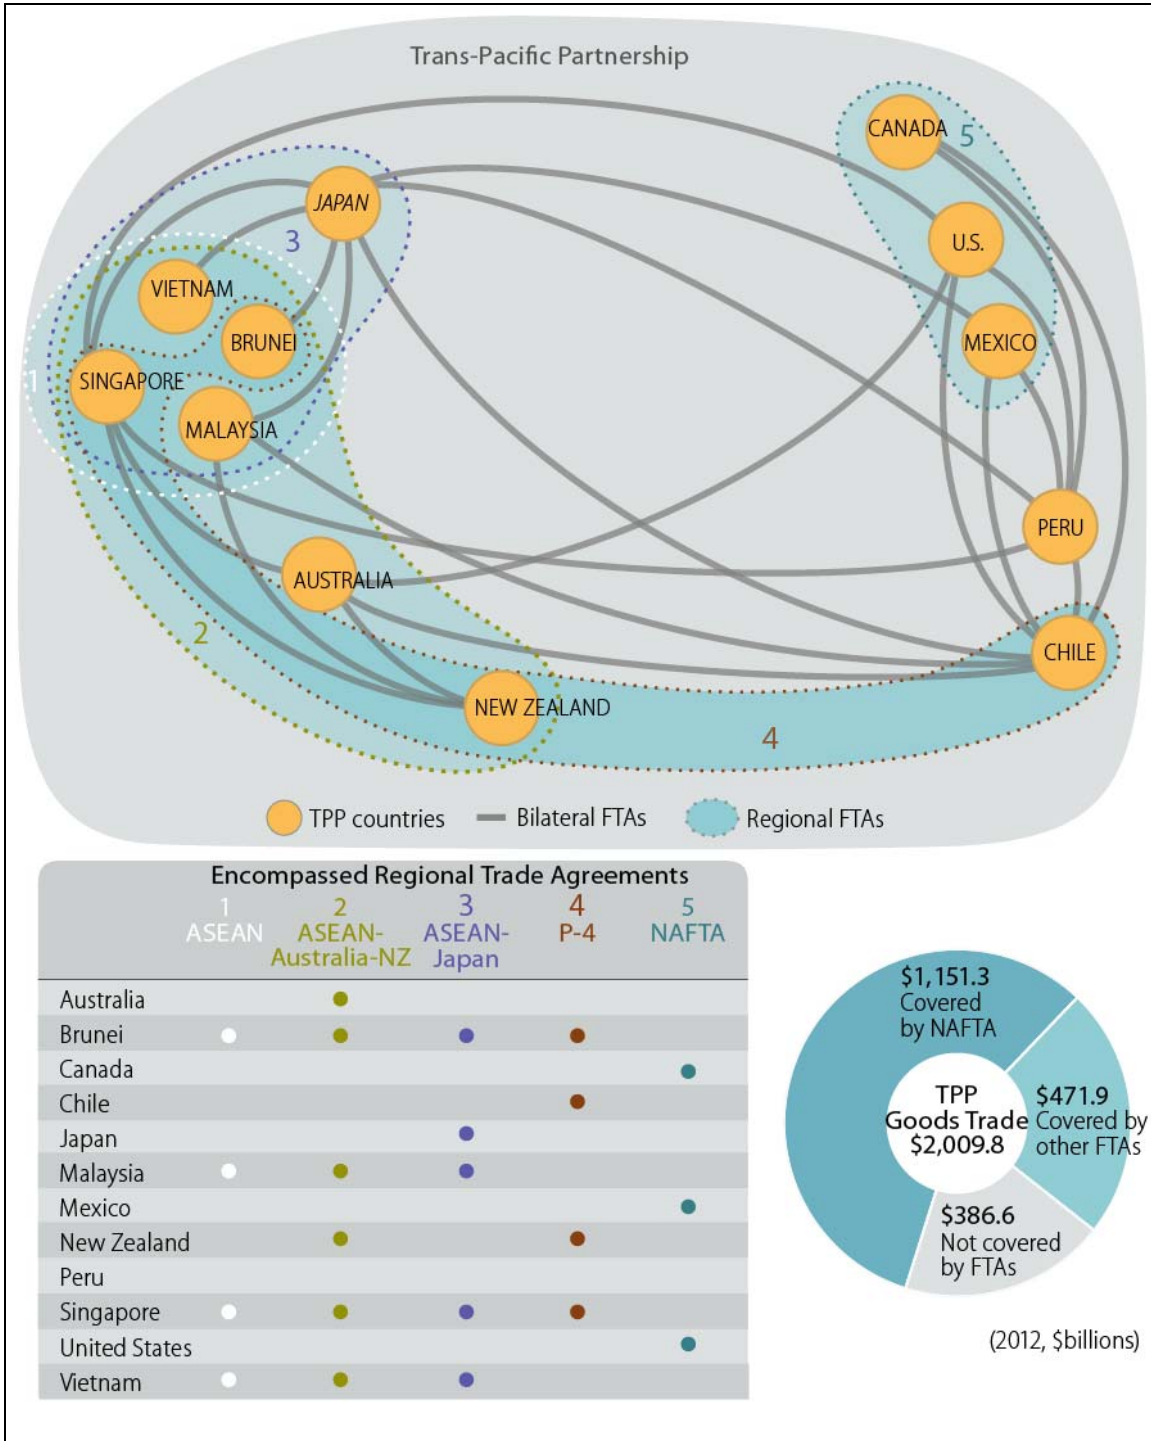 Trans-Pacific Partnership
CANADA
5
JAPAN
U.S.
3
VIETNAM
BRUNEI
MEXICO
1
SINGAPORE
MALAYSIA
PERU
AUSTRALIA
2
CHILE
NEW ZEALAND
4
TPP countries
Bilateral FTAs
Regional FTAs
Encompassed Regional Trade Agreements
1
ASEAN
2
ASEAN-
Australia-NZ
3
ASEAN-
Japan
4
P-4
5
NAFTA
Australia
Brunei
Canada
Chile
Japan
Malaysia
Mexico
New Zealand
Peru
Singapore
United States
Vietnam
$1,151.3
Covered
by NAFTA
TPP
Goods Trade
$2,009.8
$471.9
Covered by
other FTAs
$386.6
Not covered
by FTAs
(2012, $billions)